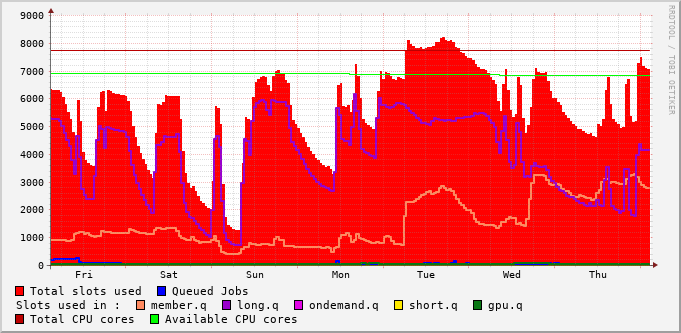 9000
8000
7000
6000
5000
4000
3000
2000
1000
0
Fri Sat Sun Mon Tue Wed Thu
RRDTOOL / TOBI OETIKER
Total slots used Queued Jobs
Slots used in : member.q long.q ondemand.q short.q gpu.q
Total CPU cores Available CPU cores